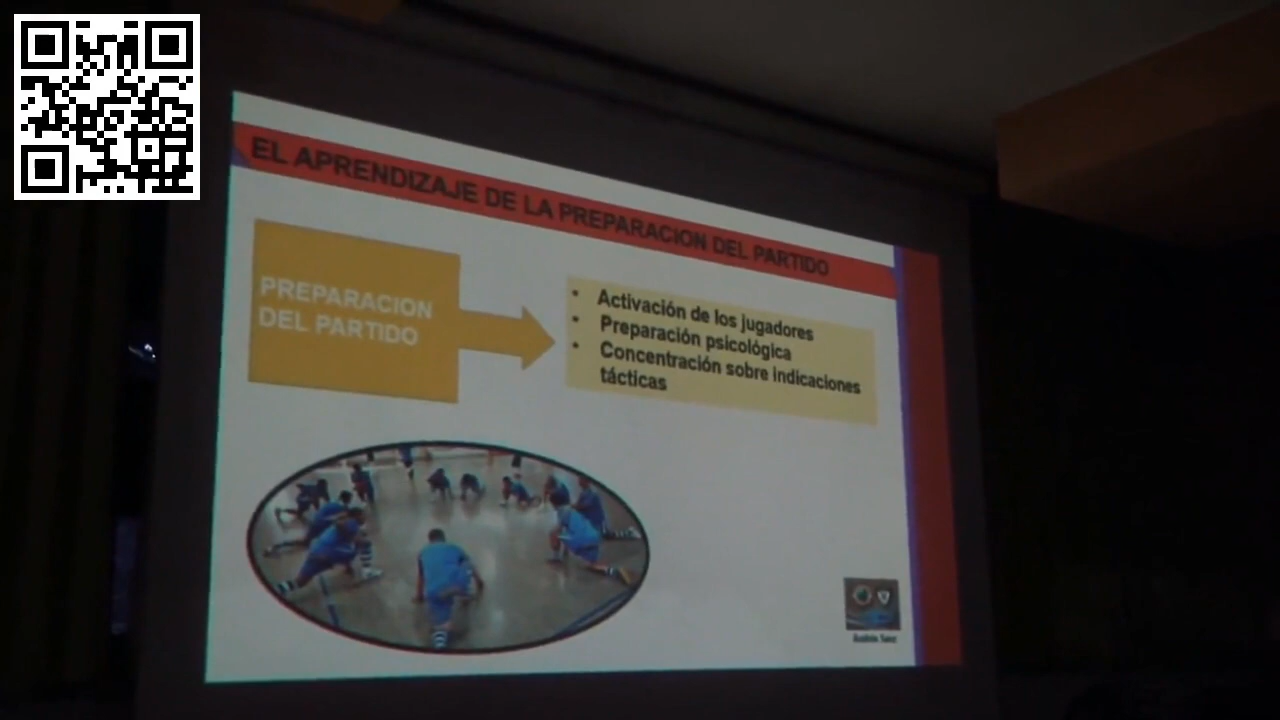 EL APRENDIZAJE DE LA PREPARACION DEL PARTIDO
PREPARACION
DEL PARTIDO
• Activación de los jugadores
• Preparación psicológica
• Concentración sobre indicaciones
tácticas